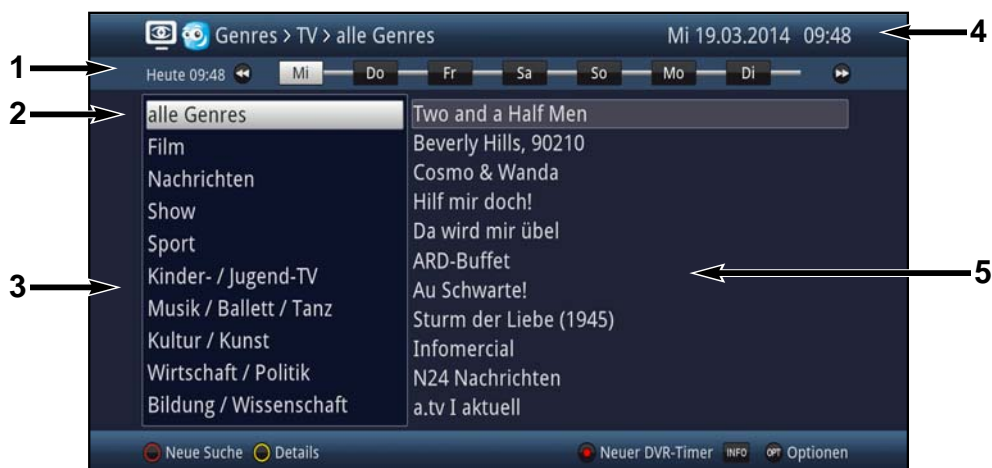 Genres > TV > alle Genres Mi 19.03.2014 09:48
4
1
Heute 09:48 Mi Do Fr Sa So Mo Di
2
alle Genres
Film
Nachrichten
Show
Sport
Kinder- / Jugend-TV
3
Musik / Ballett / Tanz
Kultur / Kunst
Wirtschaft / Politik
Bildung / Wissenschaft
Two and a Half Men
Beverly Hills, 90210
Cosmo & Wanda
Hilf mir doch!
Da wird mir übel
ARD-Buffet
5
Au Schwarte!
Sturm der Liebe (1945)
Infomercial
N24 Nachrichten
a.tv I aktuell
Neue Suche Details Neuer DVR-Timer INFO OPT Optionen